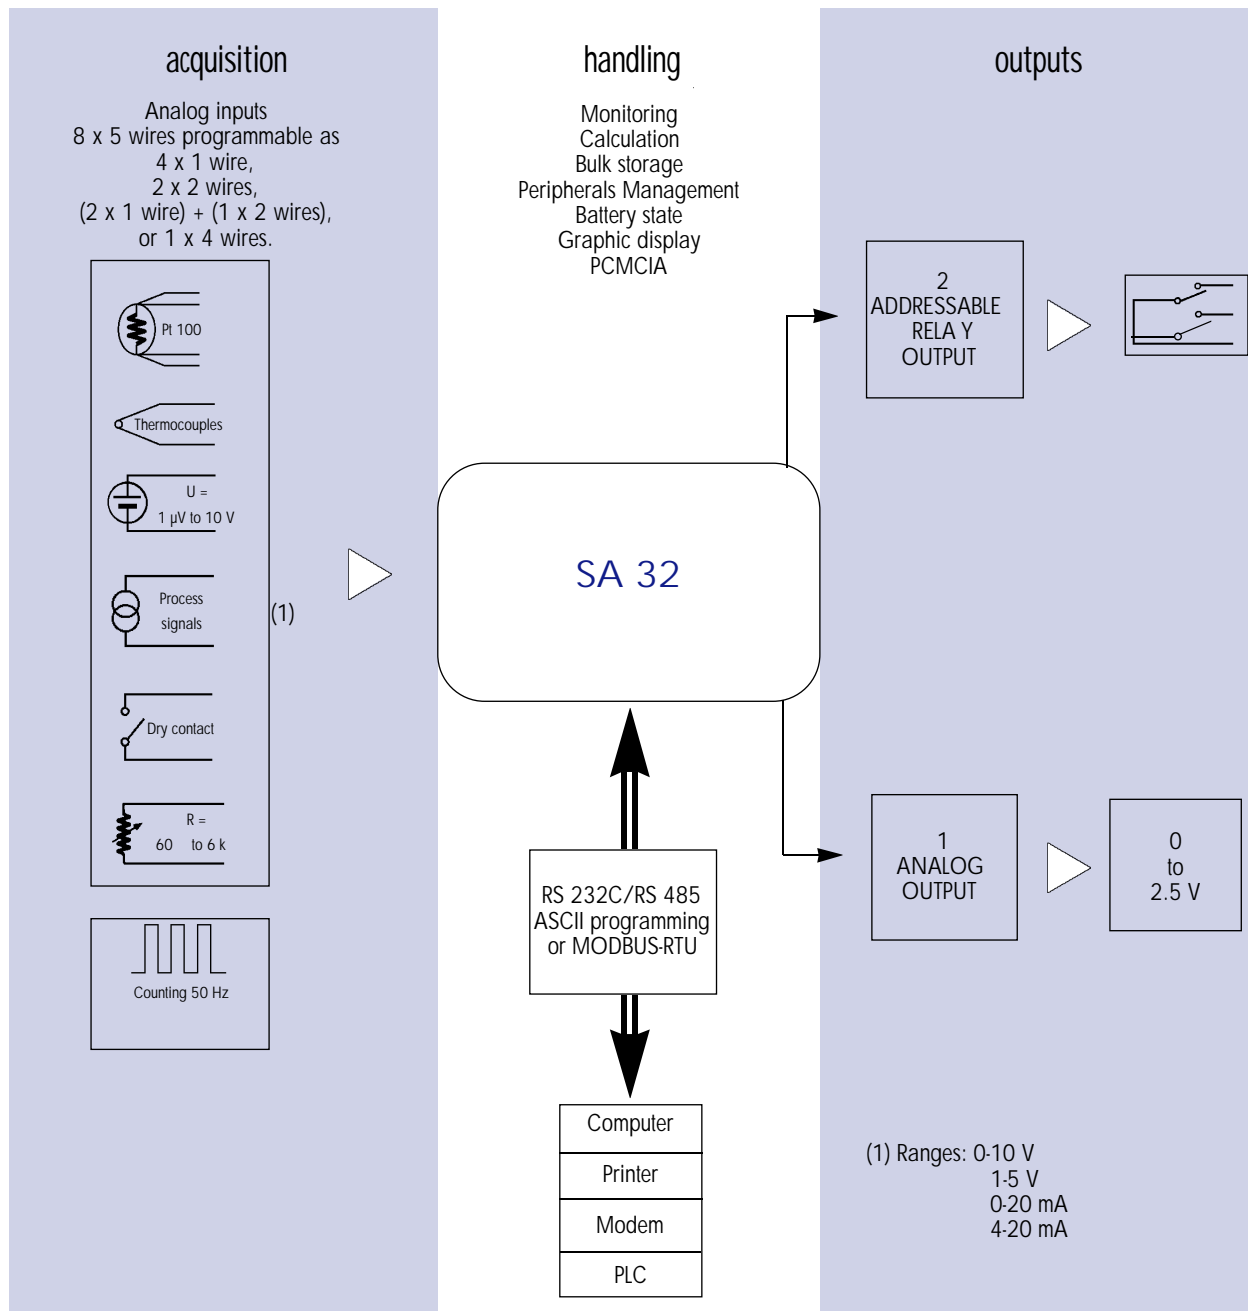 acquisition
Analog inputs
8 x 5 wires programmable as
4 x 1 wire,
2 x 2 wires,
(2 x 1 wire) + (1 x 2 wires),
or 1 x 4 wires.
Pt 100
Thermocouples
U =
1 µV to 10 V
Process
signals
(1)
Dry contact
R =
60 to 6 k
Counting 50 Hz
handling
Monitoring
Calculation
Bulk storage
Peripherals Management
Battery state
Graphic display
PCMCIA
SA 32
RS 232C/RS 485
ASCII programming
or MODBUS-RTU
Computer
Printer
Modem
PLC
outputs
2
ADDRESSABLE
RELA Y
OUTPUT
1
ANALOG
OUTPUT
0
to
2.5 V
(1) Ranges: 0-10 V
1-5 V
0-20 mA
4-20 mA